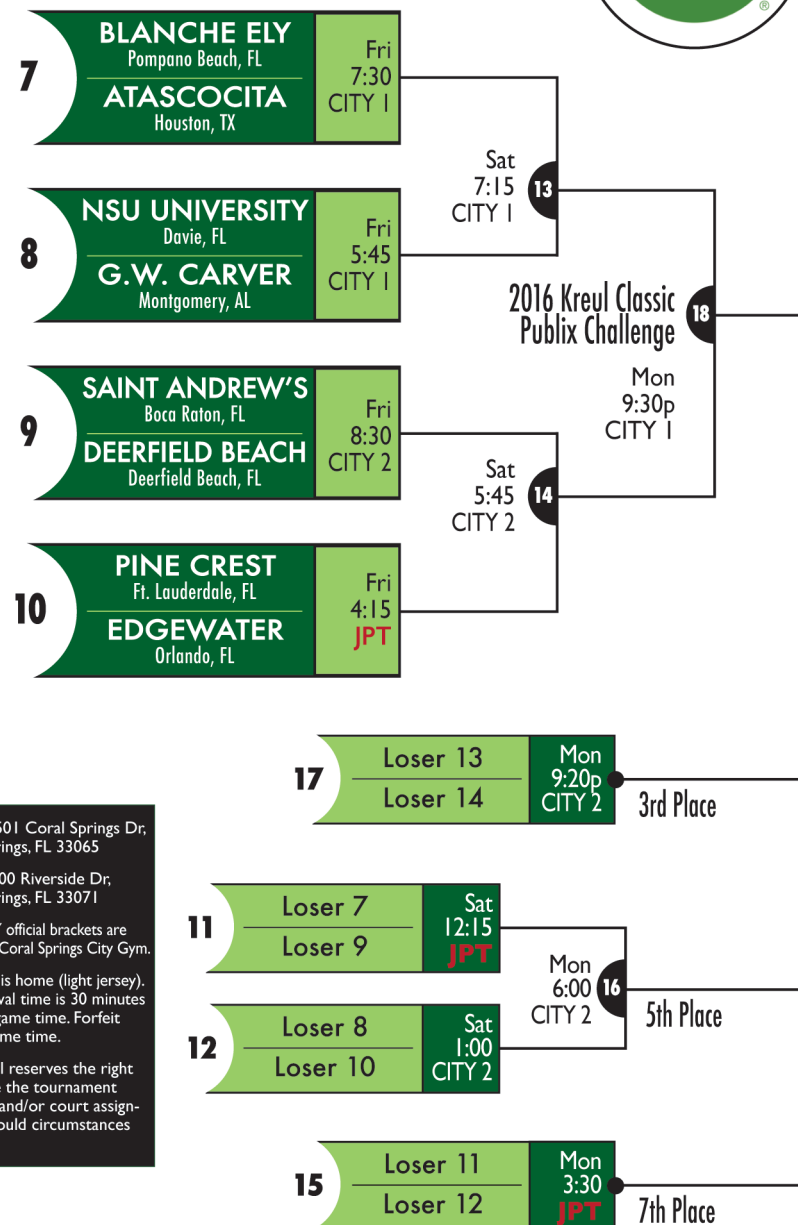 ®
7
BLANCHE ELY
Pompano Beach, FL
ATASCOCITA
Houston, TX
Fri
7:30
CITY 1
Sat
7:15
CITY 1
13
8
NSU UNIVERSITY
Davie, FL
G.W. CARVER
Montgomery, AL
Fri
5:45
CITY 1
2016 Kreul Classic
Publix Challenge
18
Mon
9:30p
CITY 1
9
SAINT ANDREW'S
Boca Raton, FL
DEERFIELD BEACH
Deerfield Beach, FL
Fri
8:30
CITY 2
Sat
5:45
CITY 2
14
10
PINE CREST
Ft. Lauderdale, FL
EDGEWATER
Orlando, FL
Fri
4:15
JPT
17
Loser 13
Loser 14
Mon
9:20p
CITY 2
3rd Place
601 Coral Springs Dr,
rings, FL 33065
00 Riverside Dr,
rings, FL 33071
official brackets are
Coral Springs City Gym.
is home (light jersey).
val time is 30 minutes
game time. Forfeit
me time.
l reserves the right
e the tournament
and/or court assign-
ould circumstances
11
Loser 7
Loser 9
Sat
12:15
JPT
Mon
6:00
CITY 2
16
5th Place
12
Loser 8
Loser 10
Sat
1:00
CITY 2
15
Loser 11
Loser 12
Mon
3:30
JPT
7th Place